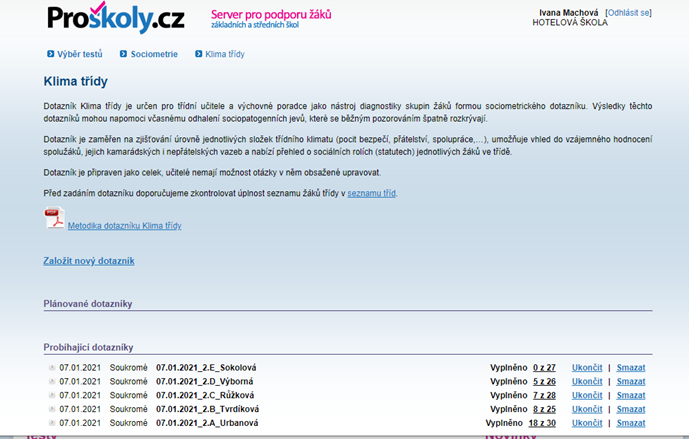 Proškoly.cz
Server pro podporu žáků
základních a středních škol
Ivana Machová [Odhlásit se]
HOTELOVÁ ŠKOLA
Výběr testů Sociometrie Klima třídy
Klima třídy
Dotazník Klima třídy je určen pro třídní učitele a výchovné poradce jako nástroj diagnostiky skupin žáků formou sociometrického dotazníku. Výsledky těchto
dotazníků mohou napomoci včasnému odhalení sociopatogenních jevů, které se běžným pozorováním špatně rozkrývají.
Dotazník je zaměřen na zjišťování úrovně jednotlivých složek třídního klimatu (pocit bezpečí, přátelství, spolupráce,...), umožňuje vhled do vzájemného hodnocení
spolužáků, jejich kamarádských i nepřátelských vazeb a nabízí přehled o sociálních rolích (statutech) jednotlivých žáků ve třídě.
Dotazník je připraven jako celek, učitelé nemají možnost otázky v něm obsažené upravovat.
Před zadáním dotazníku doporučujeme zkontrolovat úplnost seznamu žáků třídy v seznamu tříd.
PDF Metodika dotazníku Klima třídy
Založit nový dotazník
Plánované dotazníky
Probíhající dotazníky
07.01.2021 Soukromě 07.01.2021_2.E_Sokolová Vyplněno 0 z 27 Ukončit | Smazat
07.01.2021 Soukromě 07.01.2021_2.D_Výborná Vyplněno 5 z 26 Ukončit | Smazat
07.01.2021 Soukromě 07.01.2021_2.C_Růžková Vyplněno 7 z 28 Ukončit | Smazat
07.01.2021 Soukromě 07.01.2021_2.B_Tvrdíková Vyplněno 8 z 25 Ukončit | Smazat
07.01.2021 Soukromě 07.01.2021_2.A_Urbanová Vyplněno 18 z 30 Ukončit | Smazat